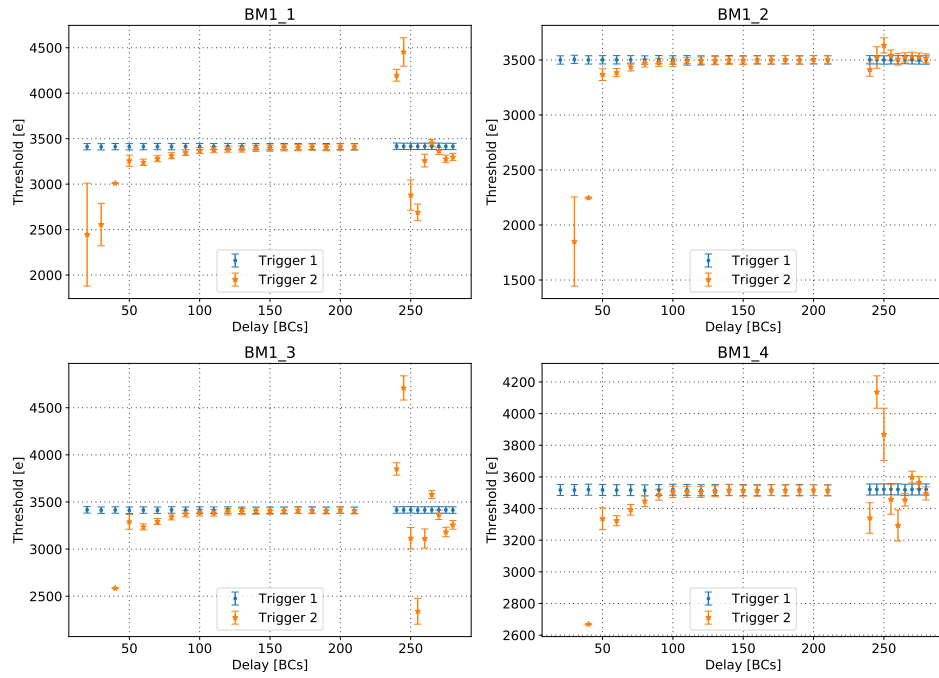 BM1_1
Threshold [e]
4500
4000
3500
3000
2500
2000
50
100
150
200
250
Delay [BCs]
Trigger 1
Trigger 2
BM1_2
Threshold [e]
3500
3000
2500
2000
1500
50
100
150
200
250
Delay [BCs]
Trigger 1
Trigger 2
BM1_3
Threshold [e]
4500
4000
3500
3000
2500
50
100
150
200
250
Delay [BCs]
Trigger 1
Trigger 2
BM1_4
Threshold [e]
4200
4000
3800
3600
3400
3200
3000
2800
2600
50
100
150
200
250
Delay [BCs]
Trigger 1
Trigger 2